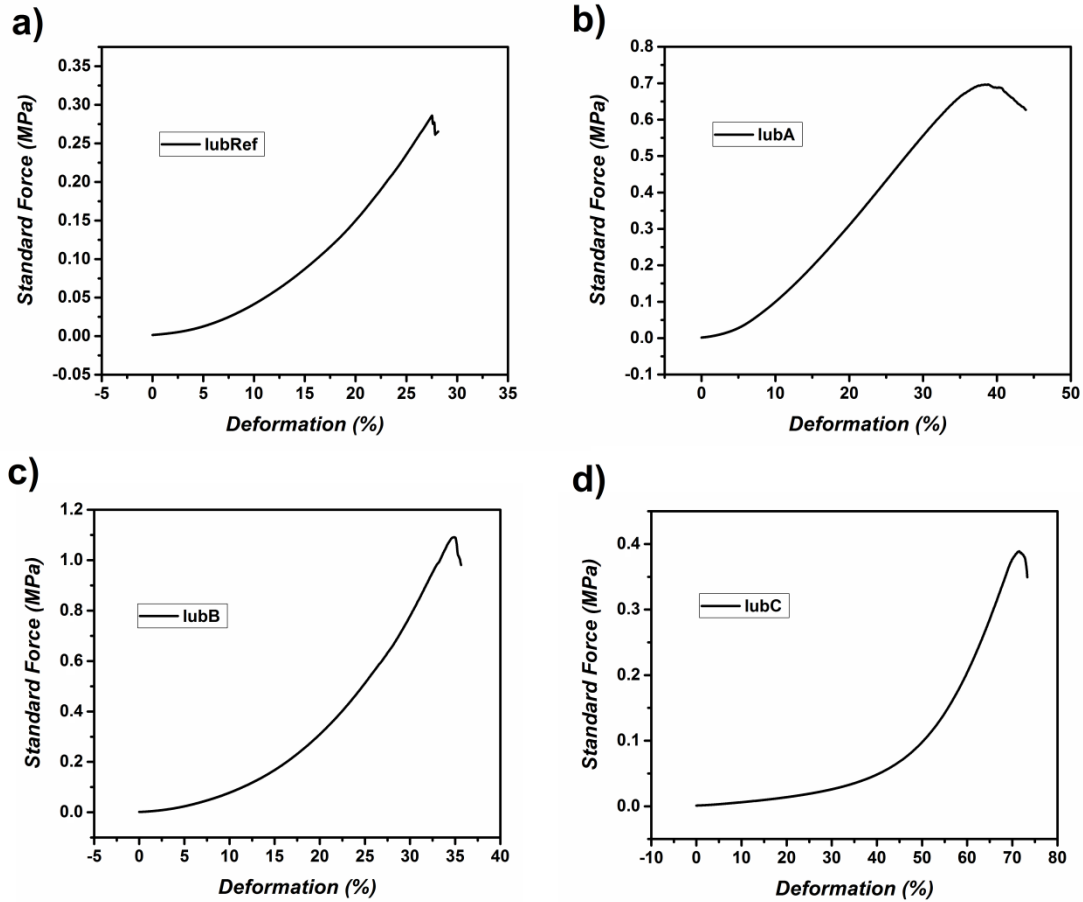 a)
0.35
0.30
0.25
0.20
0.15
0.10
0.05
0.00
-0.05
Standard Force (MPa)
lubRef
-5 0 5 10 15 20 25 30 35
Deformation (%)
b)
0.8
0.7
0.6
0.5
0.4
0.3
0.2
0.1
0.0
-0.1
Standard Force (MPa)
lubA
0 10 20 30 40 50
Deformation (%)
c)
1.2
1.0
0.8
0.6
0.4
0.2
0.0
Standard Force (MPa)
lubB
-5 0 5 10 15 20 25 30 35 40
Deformation (%)
d)
0.4
0.3
0.2
0.1
0.0
Standard Force (MPa)
lubC
-10 0 10 20 30 40 50 60 70 80
Deformation (%)